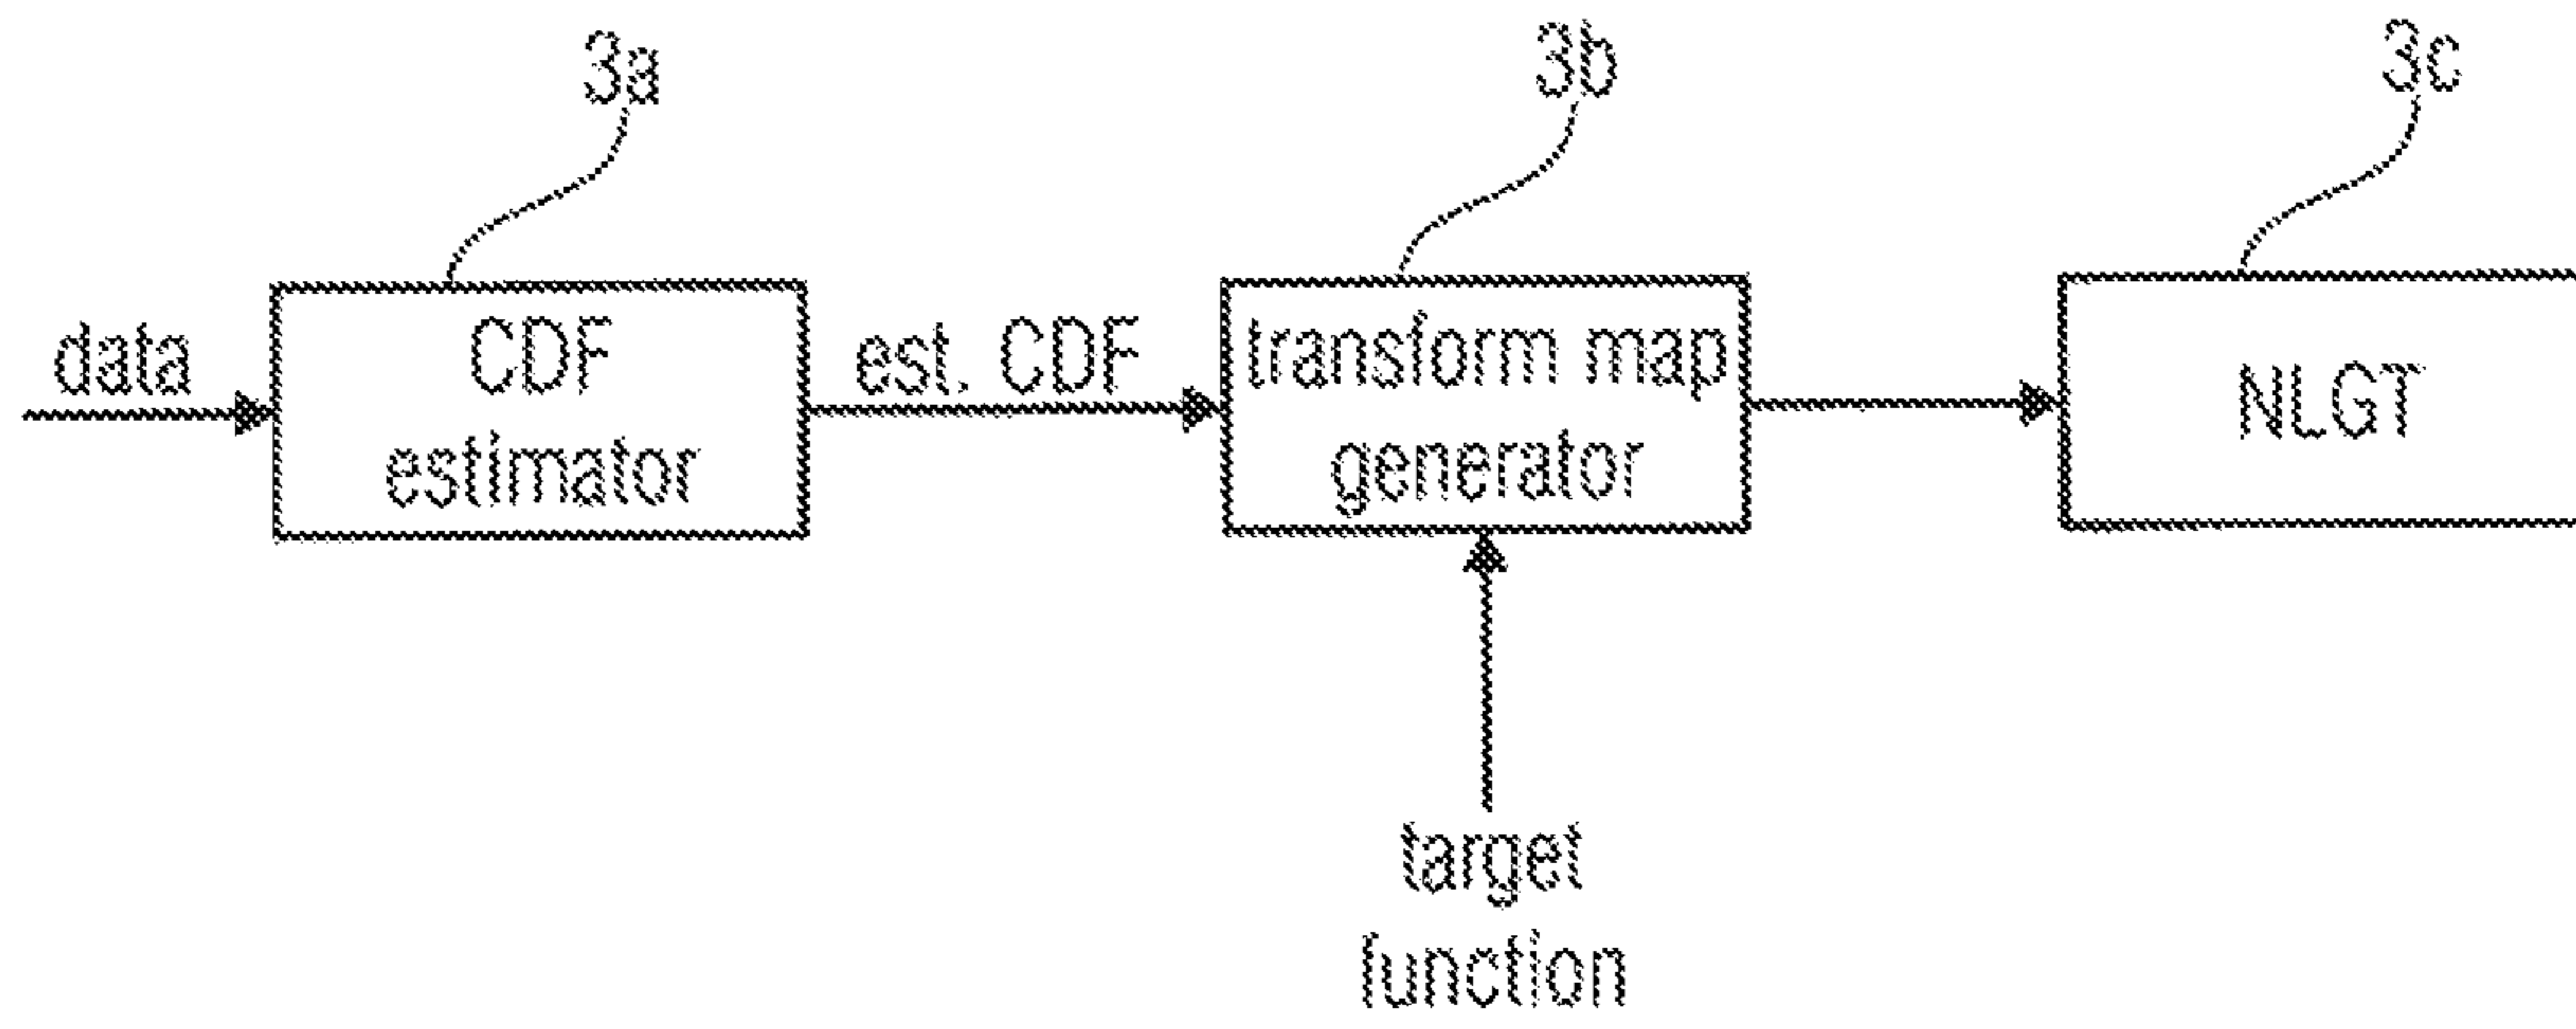 3a
3b
3c
data
CDF
estimator
est. CDF
transform map
generator
NLGT
target
function